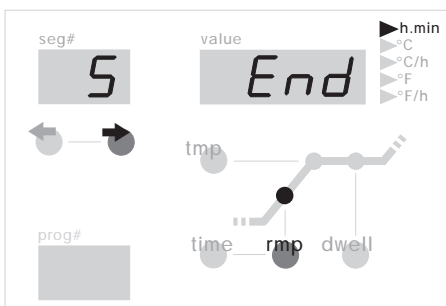 seg#
value
h.min
°C
°C/h
°F
°F/h
5
End
tmp
prog#
time
rmp
dwell